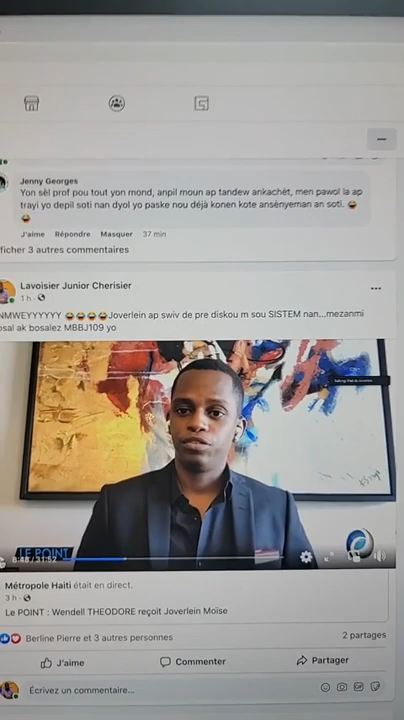 Jenny Georges
Yon sèl prof pou tout yon mond, anpil moun ap tandew ankachèt, men pawol la ap
trayi yo depil soti nan dyol yo paske nou déjà konen kote ansènyeman an soti. 😂
😂
J'aime Répondre Masquer 37 min
ficher 3 autres commentaires
Lavoisier Junior Cherisier
1 h
NMWEYYYYYY 😂😂😂😂Joverlein ap swiv de pre diskou m sou SISTEM nan...mezanmi
osal ak bosalez MBBJ109 yo
LE POINT
Métropole Haiti était en direct.
3 h
Le POINT : Wendell THEODORE reçoit Joverlein Moïse
Berline Pierre et 3 autres personnes
2 partages
J'aime
Commenter
Partager
Écrivez un commentaire...